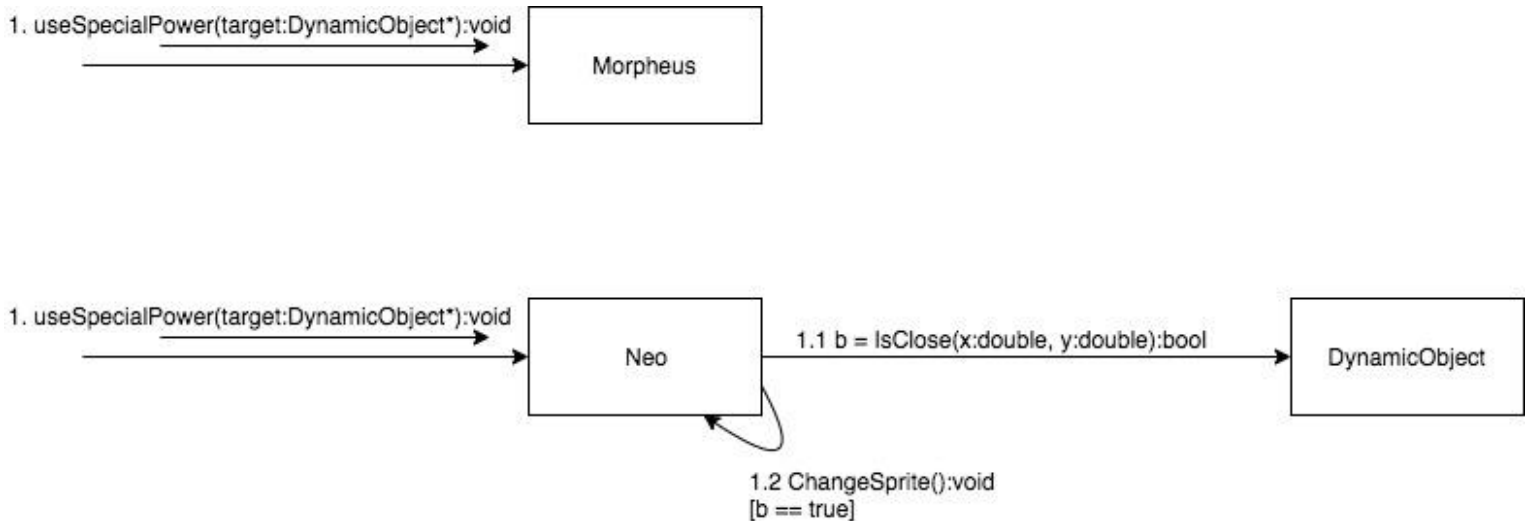 1. useSpecialPower(target:DynamicObject*):void
Morpheus
1. useSpecialPower(target:DynamicObject*):void
Neo
1.1 b = IsClose(x:double, y:double):bool
DynamicObject
1.2 ChangeSprite():void
[b == true]